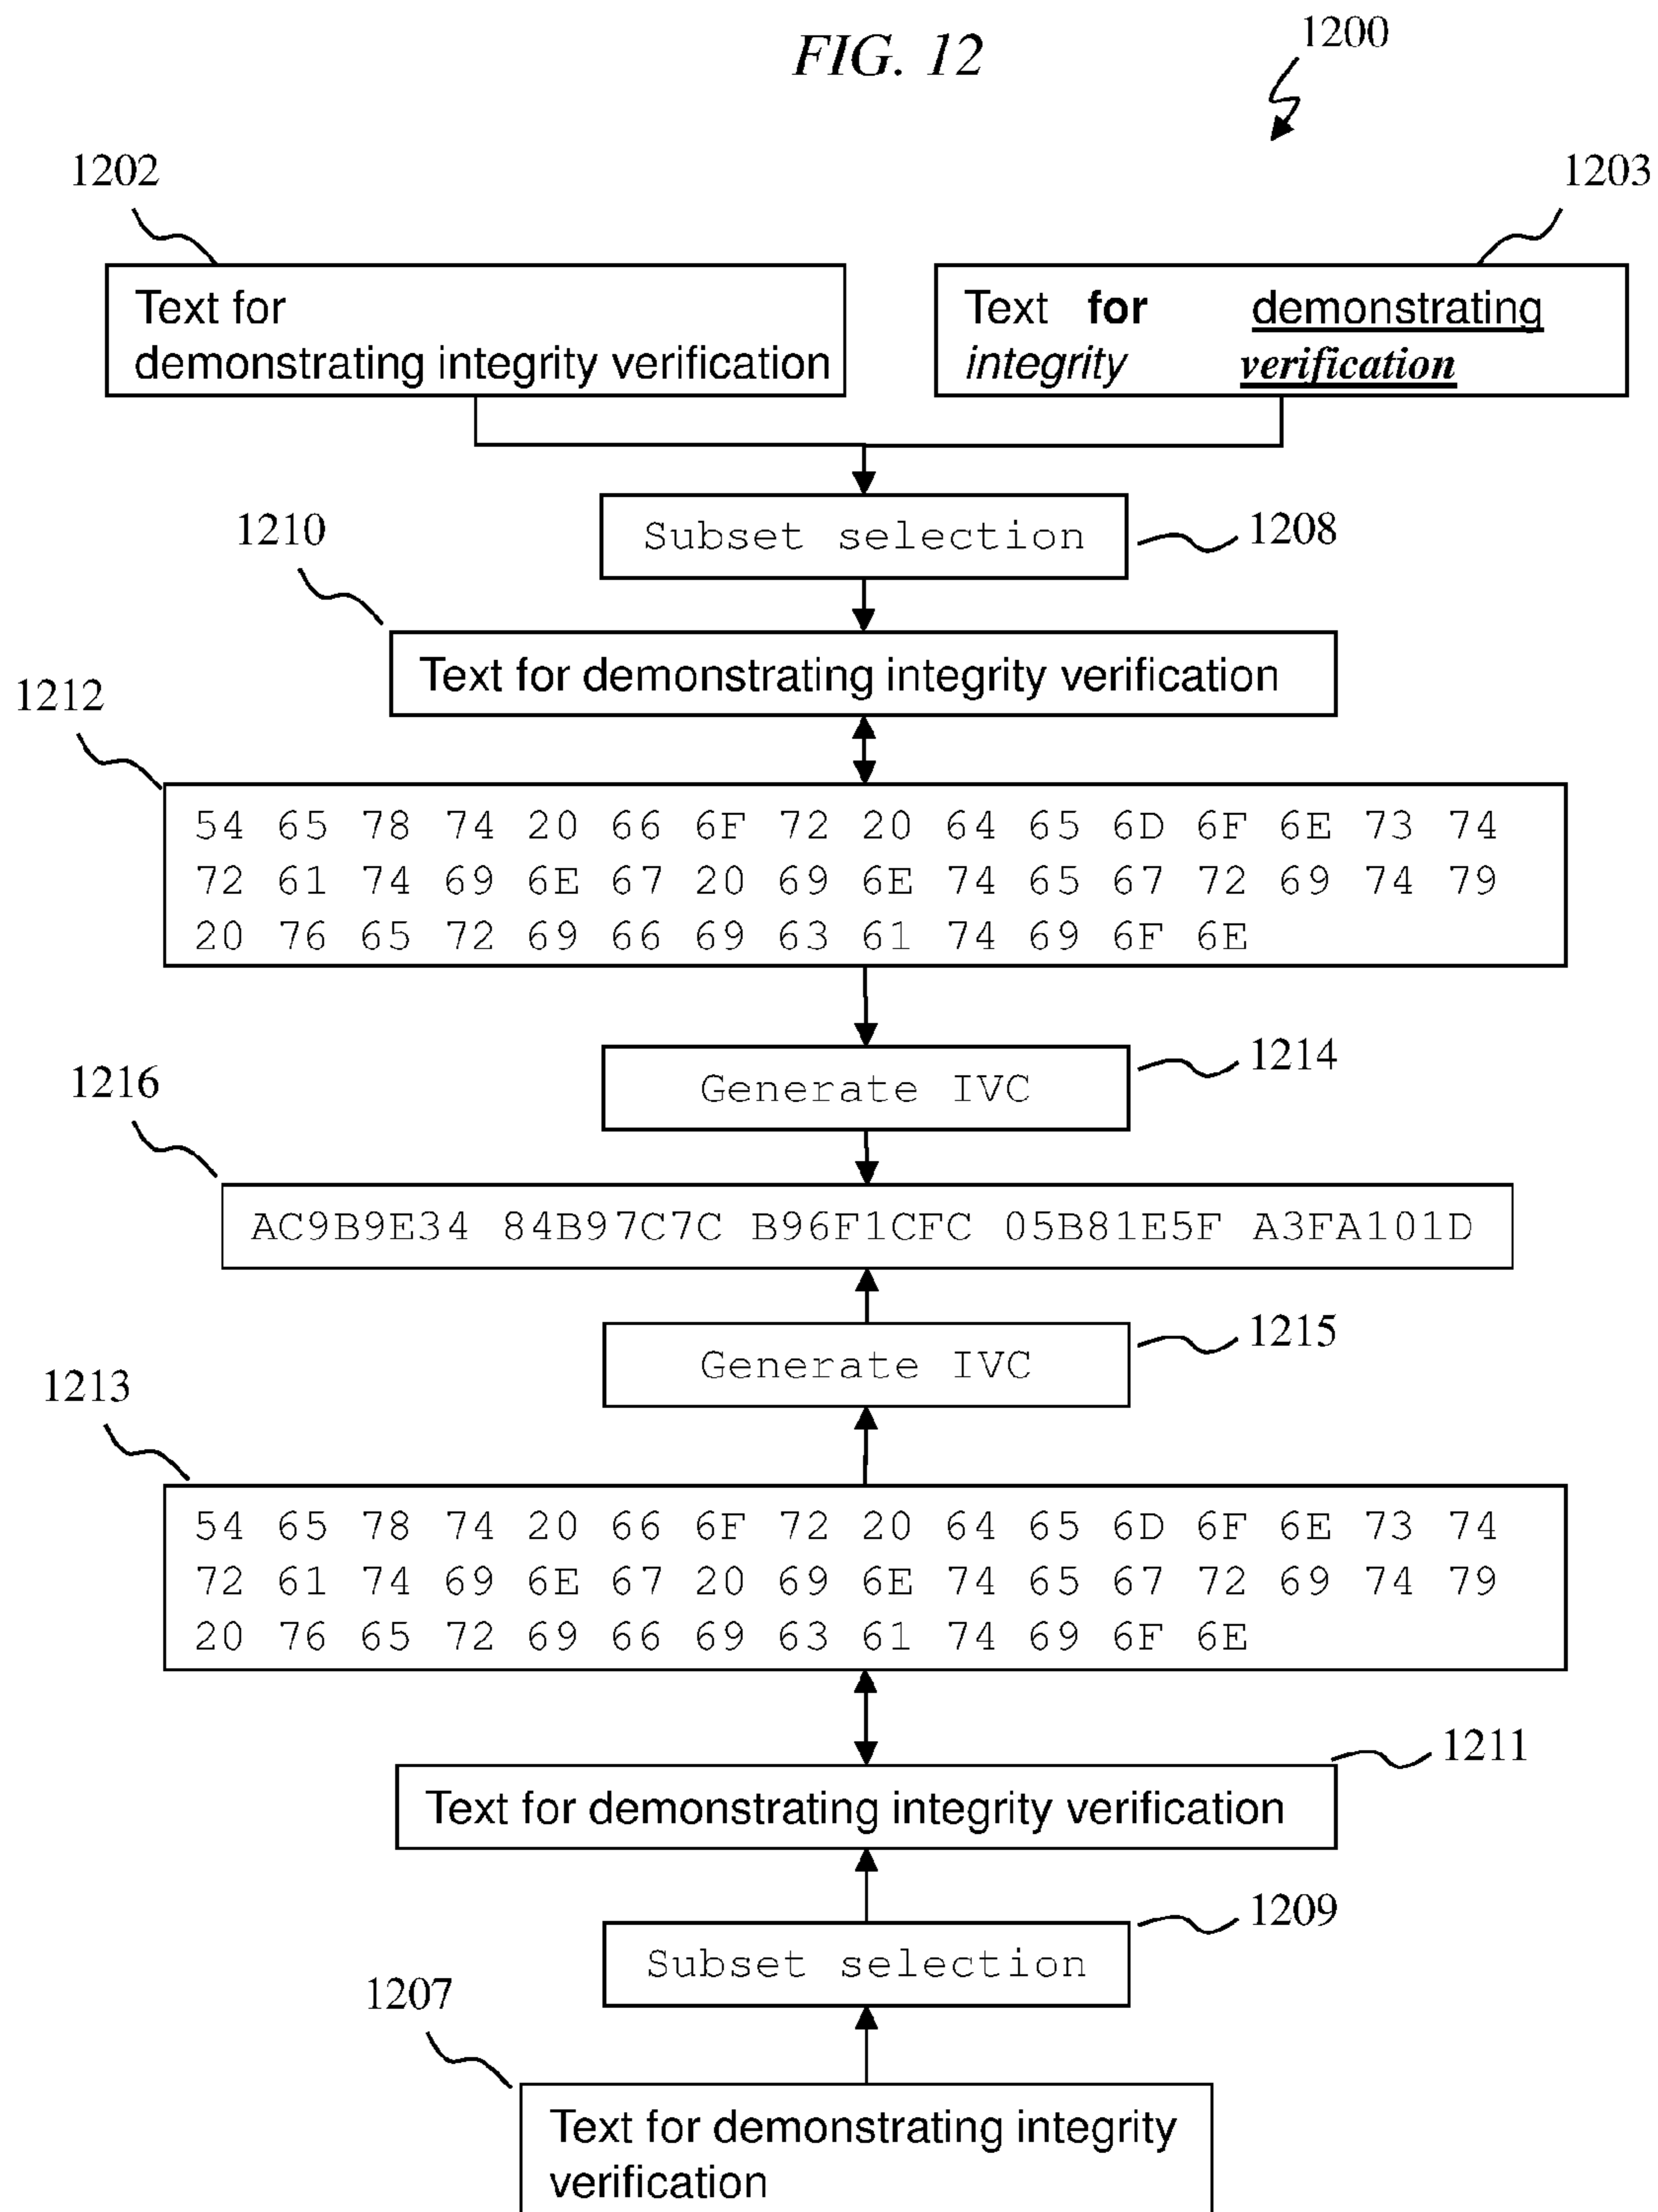 FIG. 12
1200
1202
1203
Text for
demonstrating integrity verification
Text for demonstrating
integrity verification
1210
Subset selection
1208
Text for demonstrating integrity verification
1212
54 65 78 74 20 66 6F 72 20 64 65 6D 6F 6E 73 74
72 61 74 69 6E 67 20 69 6E 74 65 67 72 69 74 79
20 76 65 72 69 66 69 63 61 74 69 6F 6E
1214
Generate IVC
1216
AC9B9E34 84B97C7C B96F1CFC 05B81E5F A3FA101D
1215
Generate IVC
1213
54 65 78 74 20 66 6F 72 20 64 65 6D 6F 6E 73 74
72 61 74 69 6E 67 20 69 6E 74 65 67 72 69 74 79
20 76 65 72 69 66 69 63 61 74 69 6F 6E
1211
Text for demonstrating integrity verification
1209
Subset selection
1207
Text for demonstrating integrity
verification